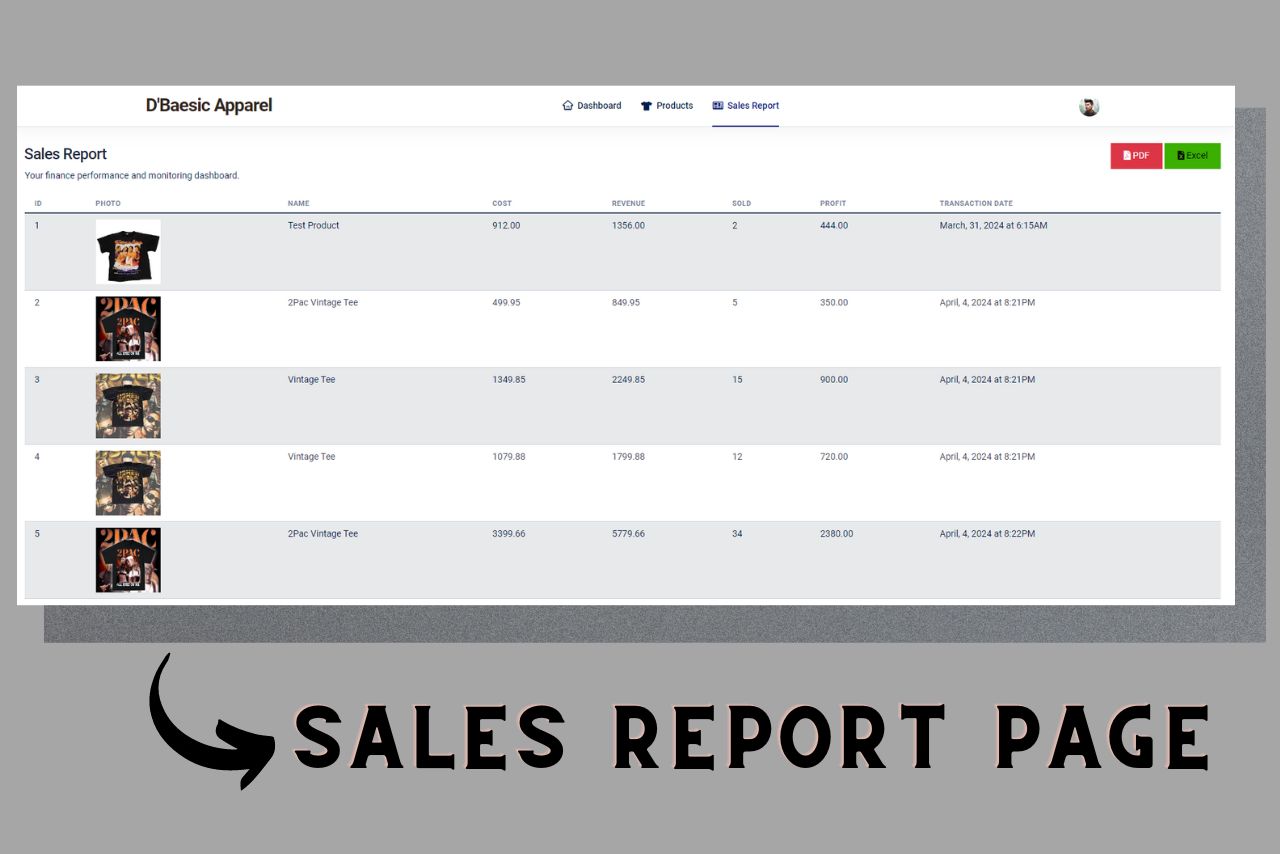 D'Baesic Apparel
Dashboard Products Sales Report
Sales Report
PDF Excel
Your finance performance and monitoring dashboard.
ID PHOTO NAME COST REVENUE SOLD PROFIT TRANSACTION DATE
1 Test Product 912.00 1356.00 2 444.00 March, 31, 2024 at 6:15AM
2 2PAC 2PAC 2Pac Vintage Tee 499.95 849.95 5 350.00 April, 4, 2024 at 8:21PM
3 Vintage Tee 1349.85 2249.85 15 900.00 April, 4, 2024 at 8:21PM
4 Vintage Tee 1079.88 1799.88 12 720.00 April, 4, 2024 at 8:21PM
5 2PAC 2PAC 2Pac Vintage Tee 3399.66 5779.66 34 2380.00 April, 4, 2024 at 8:22PM
SALES REPORT PAGE